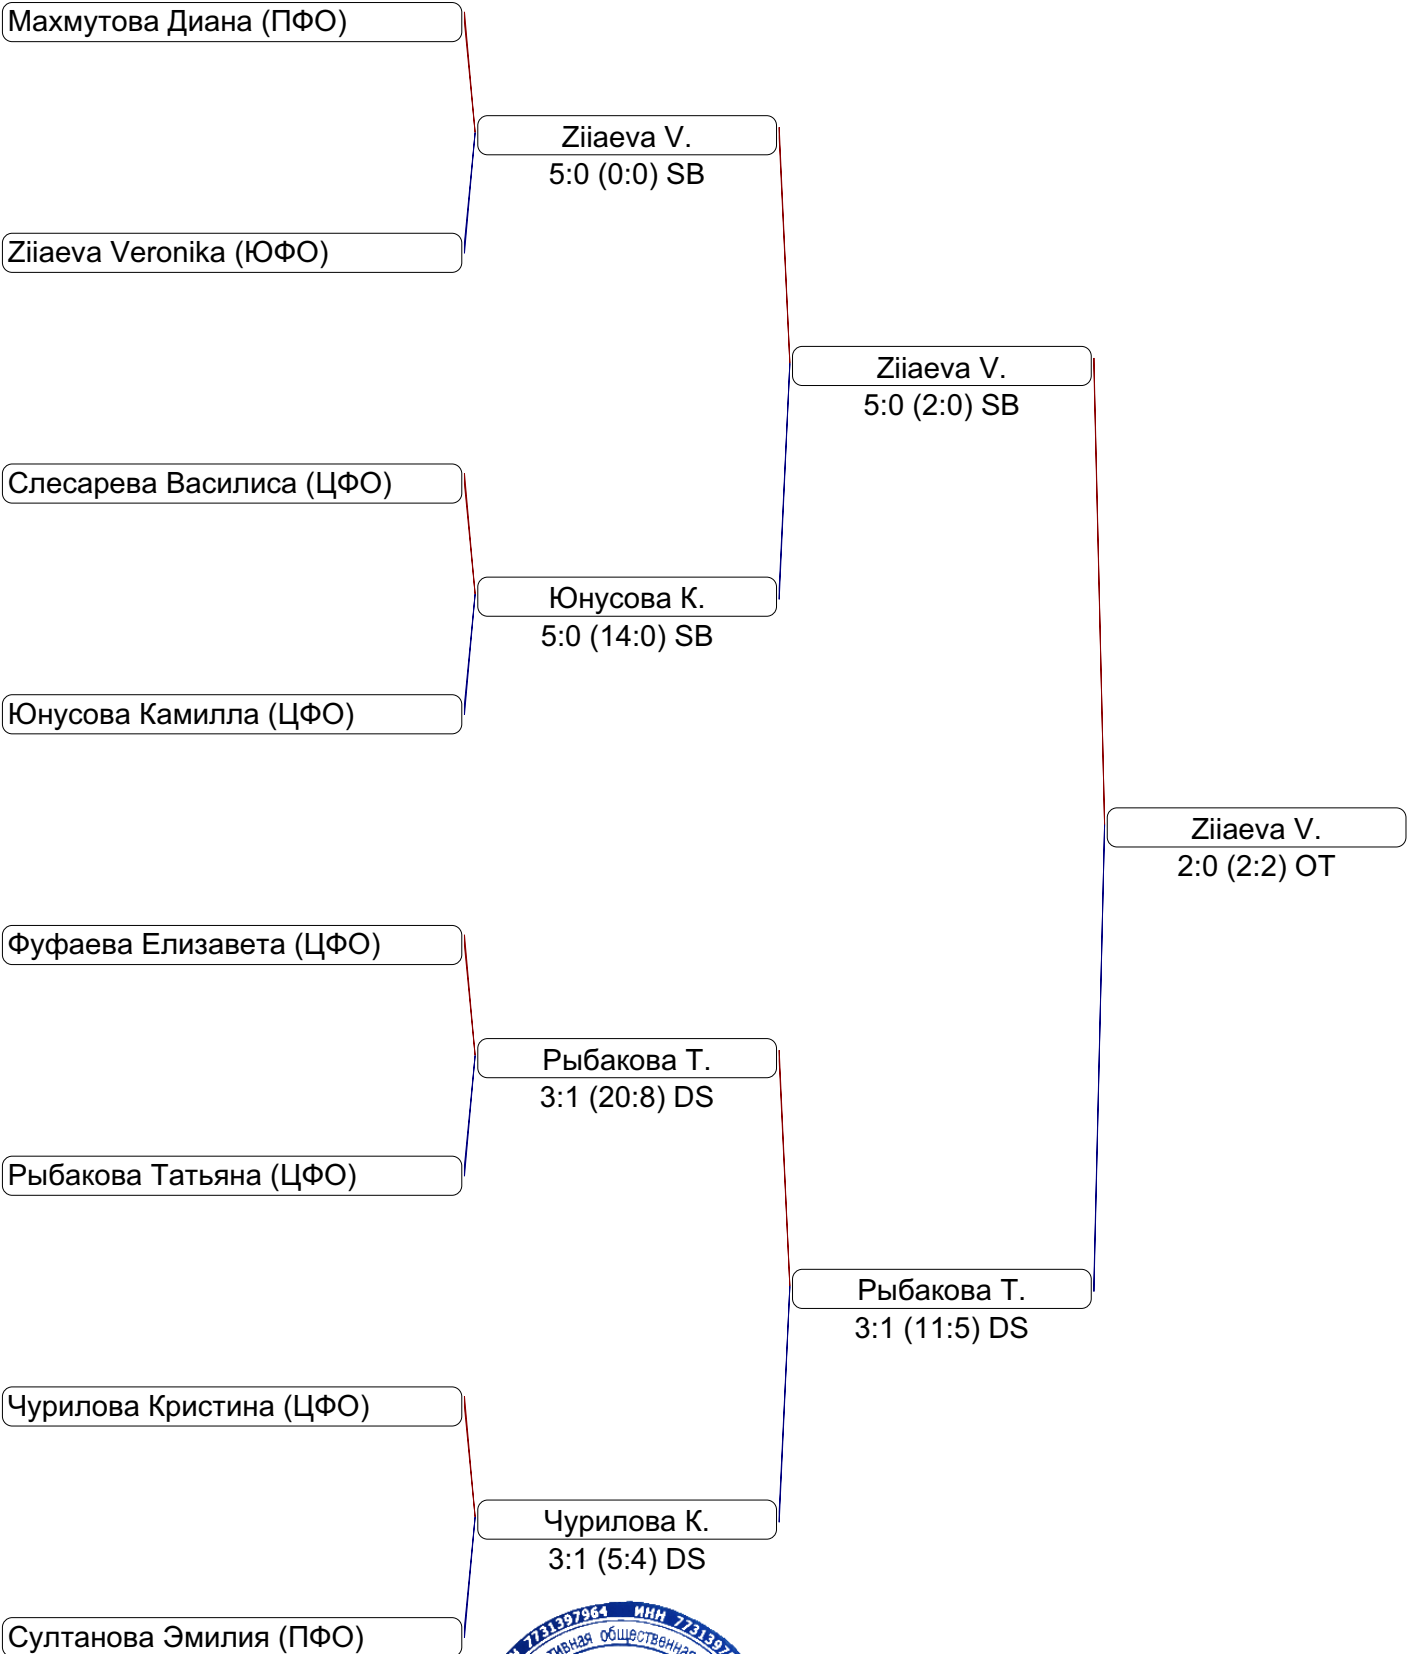 Махмутова Диана (ПФО)
Ziiaeva V.
5:0 (0:0) SB
Ziiaeva Veronika (ЮФО)
Ziiaeva V.
5:0 (2:0) SB
Слесарева Василиса (ЦФО)
Юнусова К.
5:0 (14:0) SB
Юнусова Камилла (ЦФО)
Ziiaeva V.
2:0 (2:2) OT
Фуфаева Елизавета (ЦФО)
Рыбакова Т.
3:1 (20:8) DS
Рыбакова Татьяна (ЦФО)
Рыбакова Т.
3:1 (11:5) DS
Чурилова Кристина (ЦФО)
Чурилова К.
3:1 (5:4) DS
Султанова Эмилия (ПФО)
7731397964 ИНН
общественная